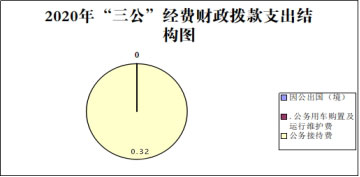 2020年“三公”经费财政拨款支出结
构图
0
0.32
因公出国（境）
.公务用车购置及
运行维护费
公务接待费